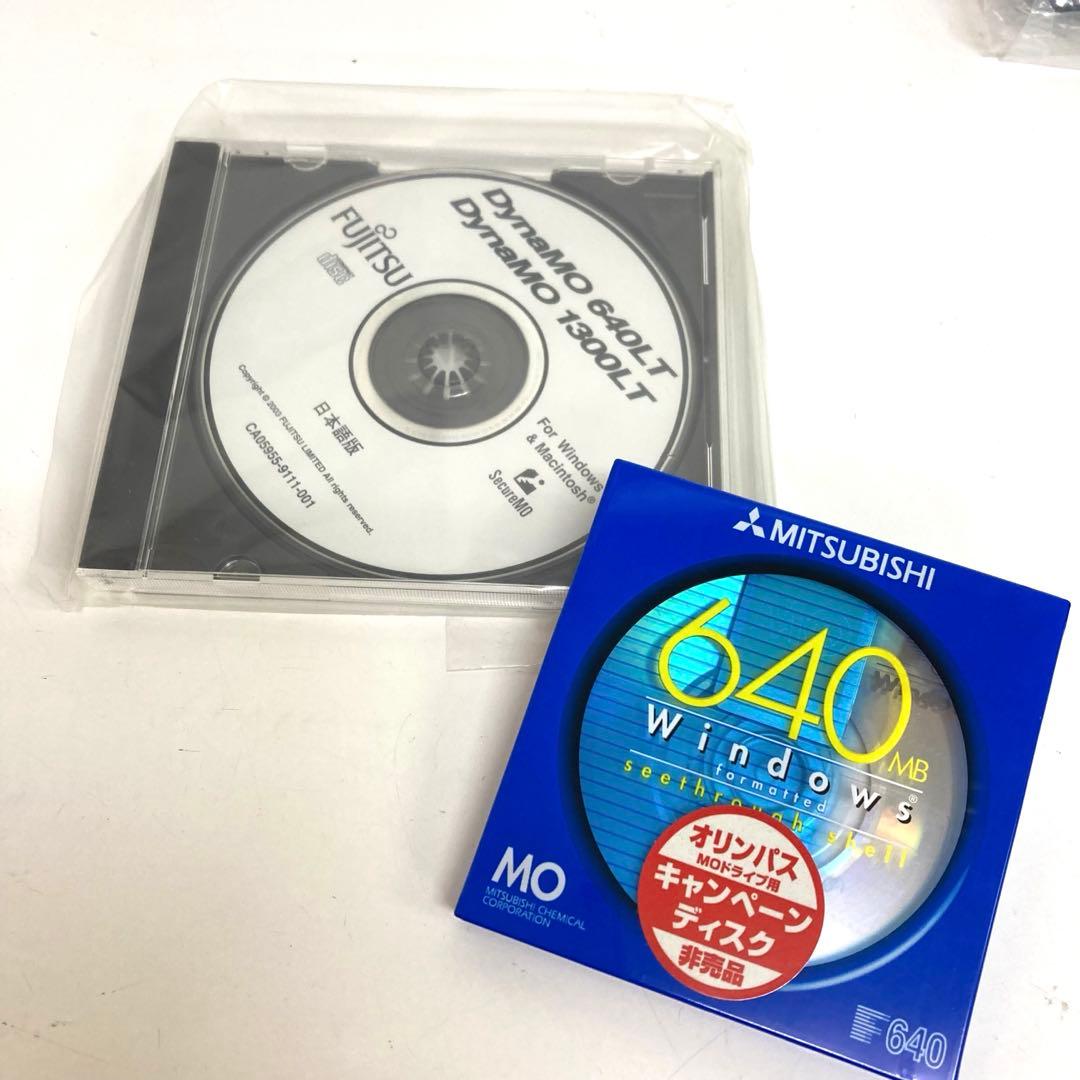 DynaMO 640LT
DynaMO 1300LT
FUJITSU
disc
Copyright © 2003 FUJITSU LIMITED All rights reserved.
CA05955-9111-001
日本語版
For Windows
& Macintosh®
SecureMO
MITSUBISHI
640MB
Windows®
formatted
seethrough shell
オリンパス
MOドライブ用
キャンペーン
ディスク
非売品
MO
MITSUBISHI CHEMICAL
CORPORATION
640